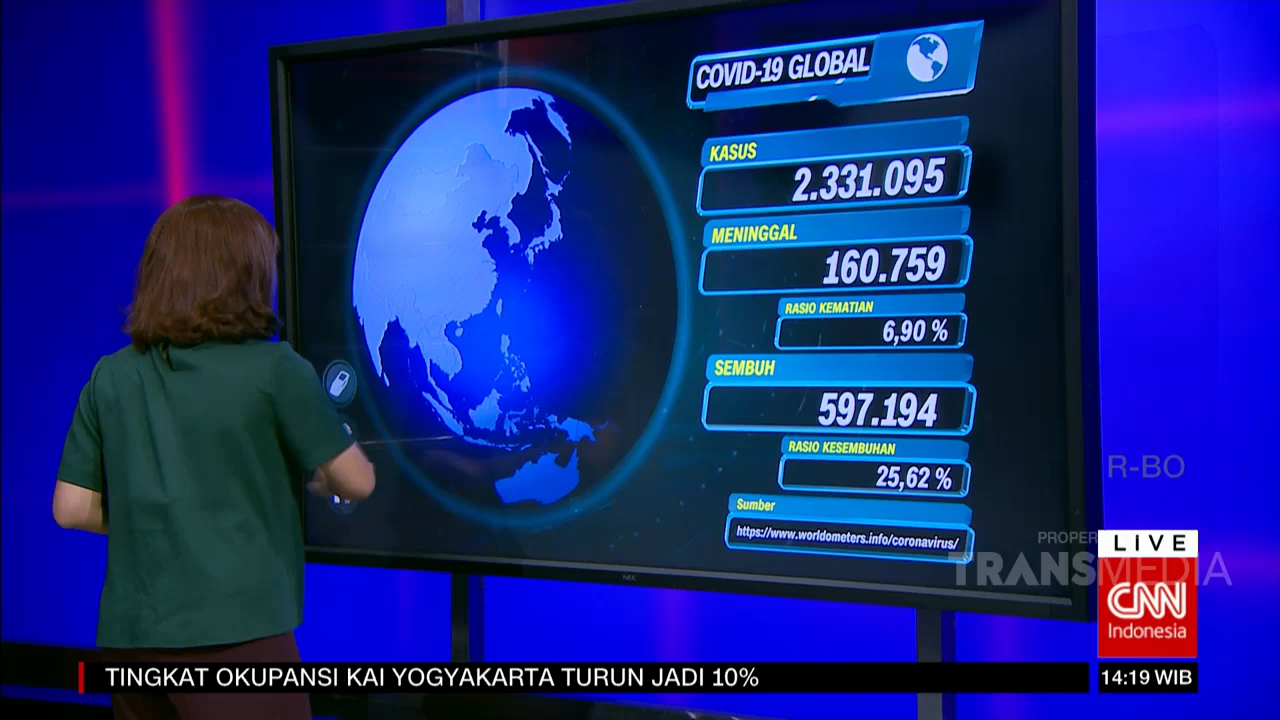 COVID-19 GLOBAL
KASUS
2.331.095
MENINGGAL
160.759
RASIO KEMATIAN
6,90 %
SEMBUH
597.194
RASIO KESEMBUHAN
25,62 %
Sumber
https://www.worldometers.info/coronavirus/
NEC
R-BO
PROPER
TRANSMEDIA
LIVE
CNN
Indonesia
TINGKAT OKUPANSI KAI YOGYAKARTA TURUN JADI 10%
14:19 WIB